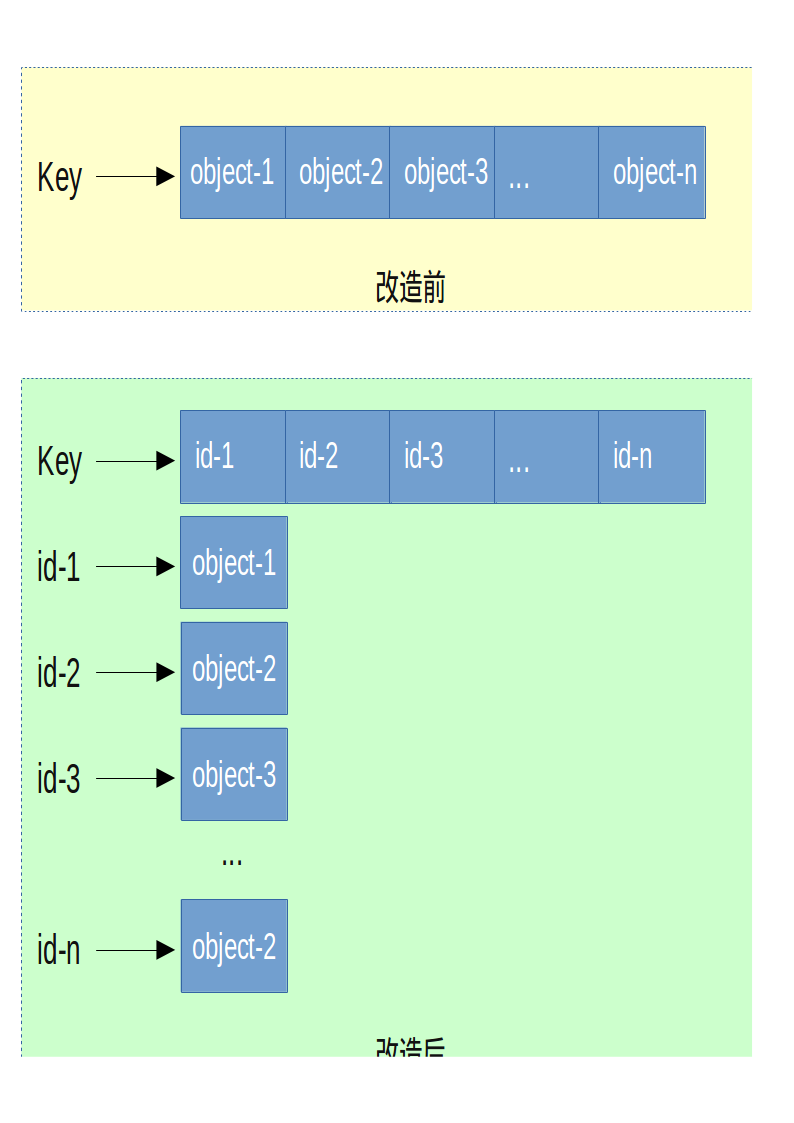 Key object-1 object-2 object-3 ... object-n
改造前
Key id-1 id-2 id-3 ... id-n
id-1 object-1
id-2 object-2
id-3 object-3
...
id-n object-2
改造后